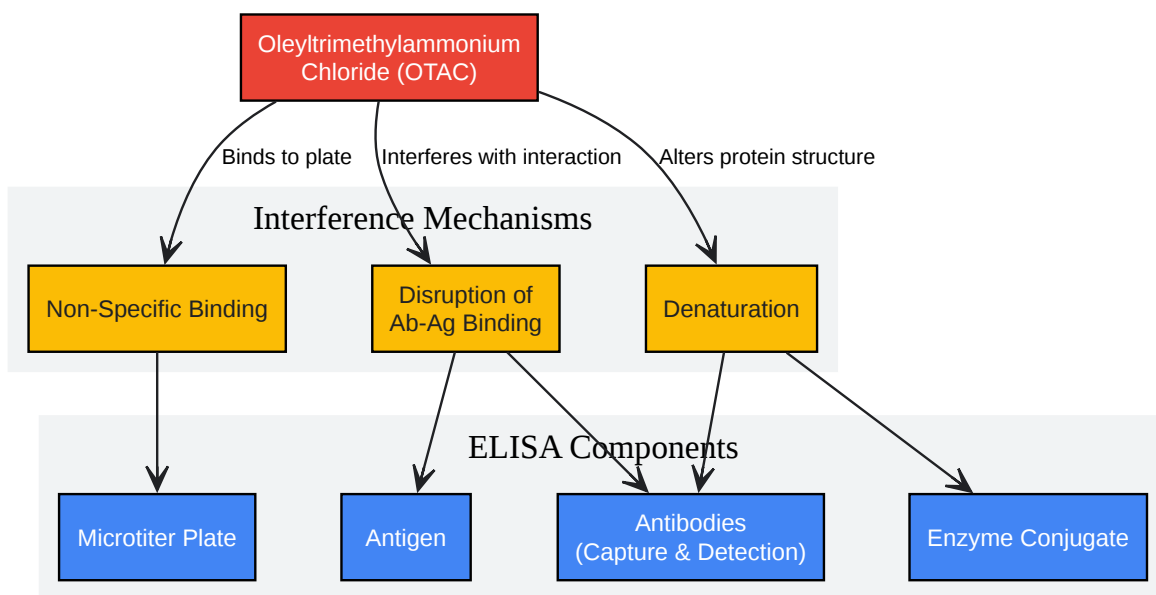 Oleyltrimethylammonium
Chloride (OTAC)
Binds to plate
Interferes with interaction
Alters protein structure
Interference Mechanisms
Non-Specific Binding
Disruption of
Ab-Ag Binding
Denaturation
ELISA Components
Microtiter Plate
Antigen
Antibodies
(Capture & Detection)
Enzyme Conjugate